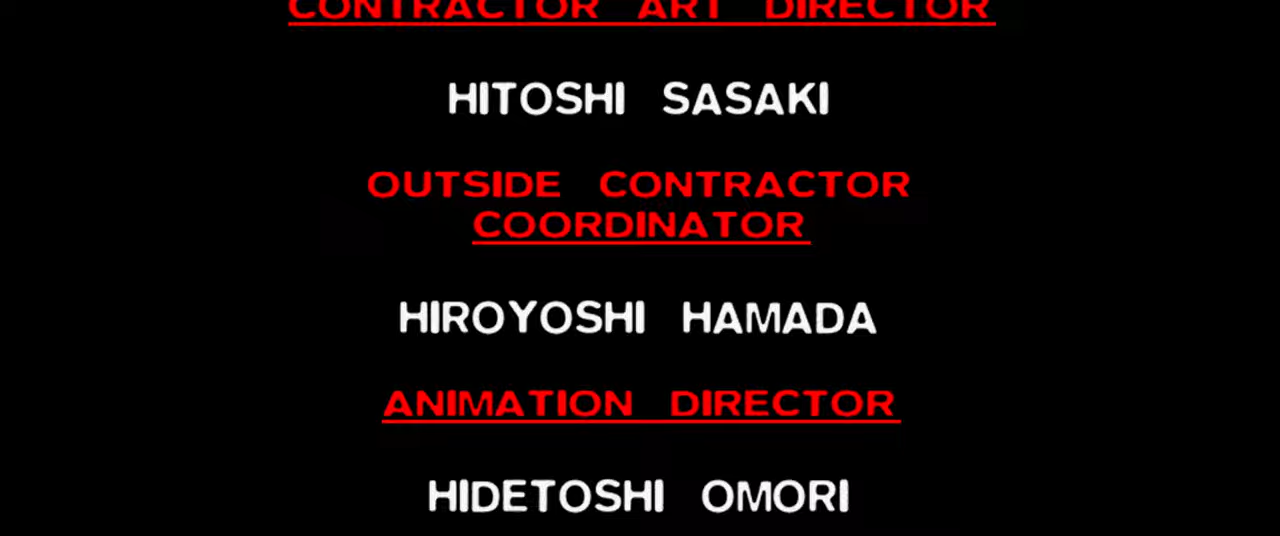 CONTRACTOR ART DIRECTOR
HITOSHI SASAKI
OUTSIDE CONTRACTOR
COORDINATOR
HIROYOSHI HAMADA
ANIMATION DIRECTOR
HIDETOSHI OMORI